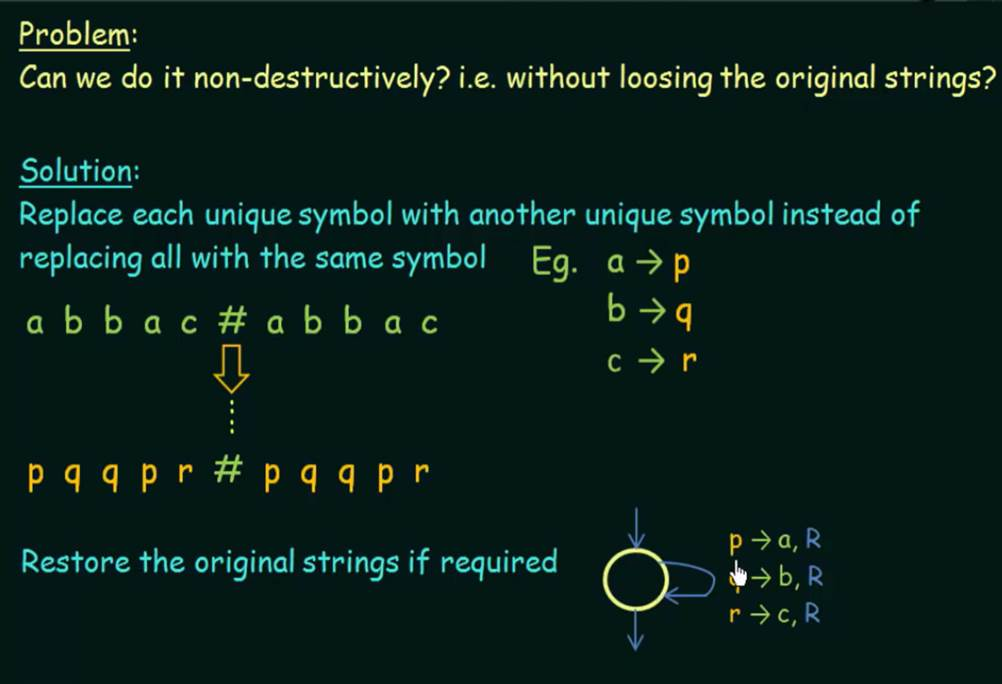 Problem:
Can we do it non-destructively? i.e. without loosing the original strings?
Solution:
Replace each unique symbol with another unique symbol instead of
replacing all with the same symbol
Eg. a → p
b → q
c → r
a b b a c # a b b a c
p q q p r # p q q p r
Restore the original strings if required
p → a, R
→ b, R
r → c, R